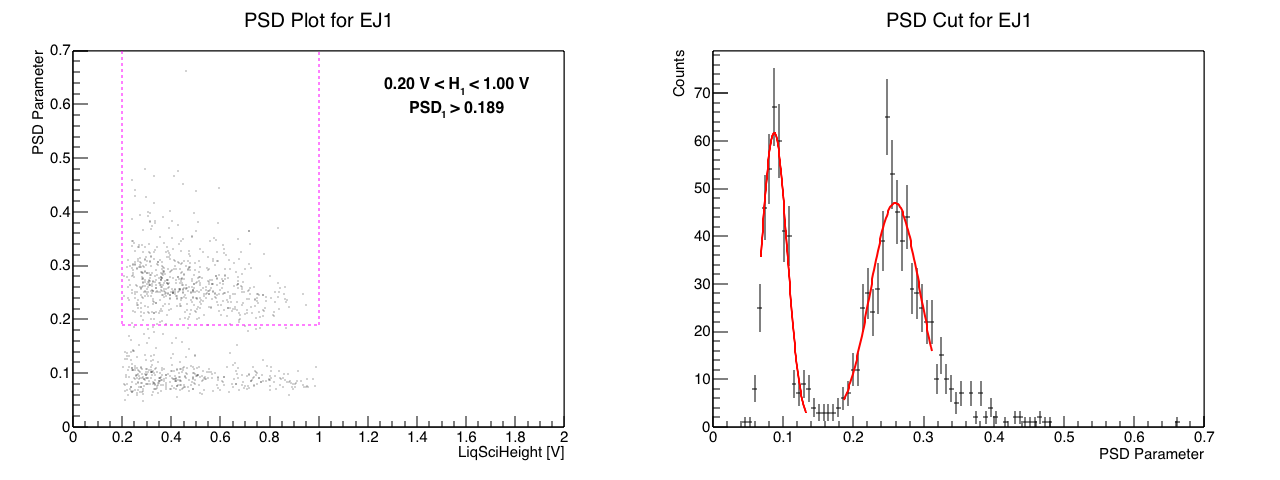 PSD Plot for EJ1
PSD Parameter
0.7
0.6
0.5
0.4
0.3
0.2
0.1
0
0.20 V < H1 < 1.00 V
PSD1 > 0.189
0 0.2 0.4 0.6 0.8 1 1.2 1.4 1.6 1.8 2
LiqSciHeight [V]
PSD Cut for EJ1
Counts
70
60
50
40
30
20
10
0
0 0.1 0.2 0.3 0.4 0.5 0.6 0.7
PSD Parameter